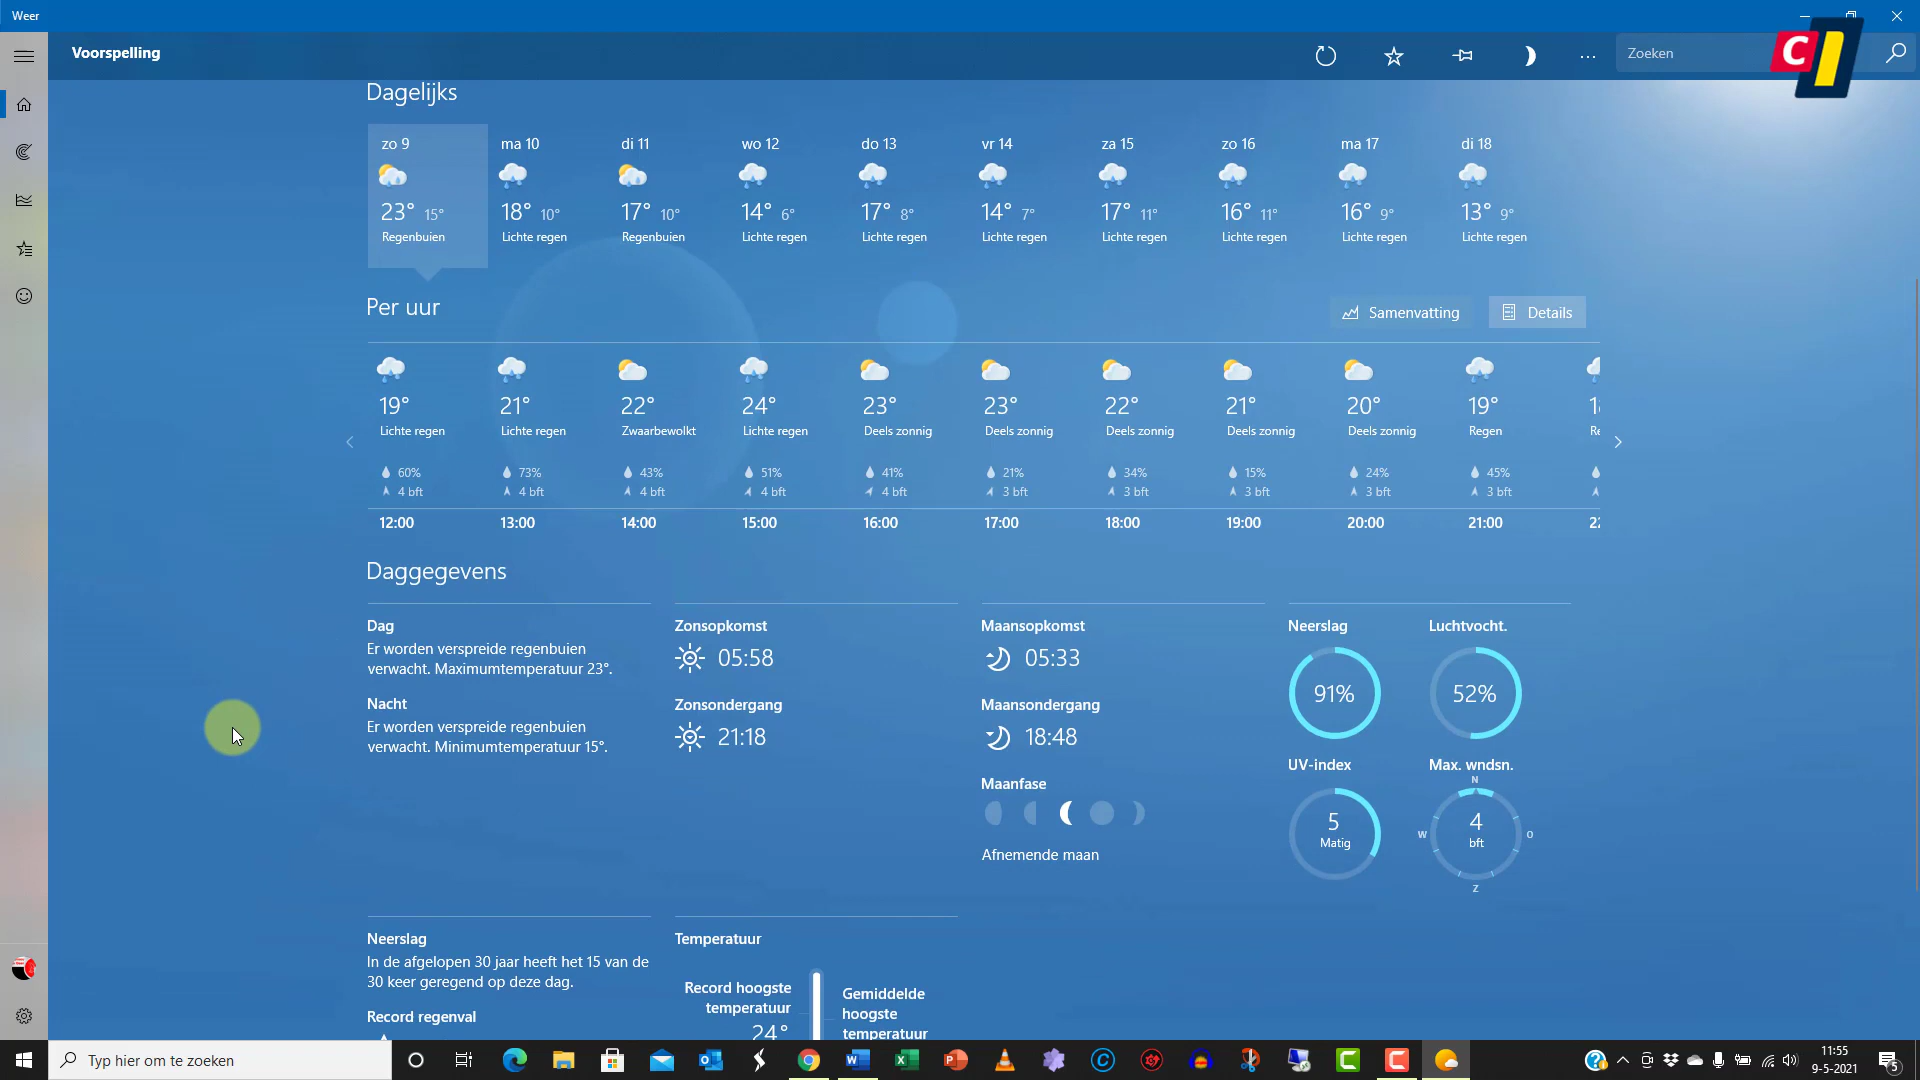 Weer
Voorspelling
Zoeken
CI
Dagelijks
zo 9 ma 10 di 11 wo 12 do 13 vr 14 za 15 zo 16 ma 17 di 18
23° 15° 18° 10° 17° 10° 14° 6° 17° 8° 14° 7° 17° 11° 16° 11° 16° 9° 13° 9°
Regenbuien Lichte regen Regenbuien Lichte regen Lichte regen Lichte regen Lichte regen Lichte regen Lichte regen Lichte regen
Per uur
Samenvatting Details
19° 21° 22° 24° 23° 23° 22° 21° 20° 19°
Lichte regen Lichte regen Zwaarbewolkt Lichte regen Deels zonnig Deels zonnig Deels zonnig Deels zonnig Deels zonnig Regen
60% 73% 43% 51% 41% 21% 34% 15% 24% 45%
4 bft 4 bft 4 bft 4 bft 4 bft 3 bft 3 bft 3 bft 3 bft 3 bft
12:00 13:00 14:00 15:00 16:00 17:00 18:00 19:00 20:00 21:00
Daggegevens
Dag
Er worden verspreide regenbuien
verwacht. Maximumtemperatuur 23°.
Nacht
Er worden verspreide regenbuien
verwacht. Minimumtemperatuur 15°.
Zonsopkomst
05:58
Zonsondergang
21:18
Maansopkomst
05:33
Maansondergang
18:48
Maanfase
Afnemende maan
Neerslag
91%
Luchtvocht.
52%
UV-index
5
Matig
Max. wndsn.
N
4
W O
bft
Z
Neerslag
In de afgelopen 30 jaar heeft het 15 van de
30 keer geregend op deze dag.
Record regenval
Temperatuur
Record hoogste
temperatuur
24°
Gemiddelde
hoogste
temperatuur
Typ hier om te zoeken
11:55
9-5-2021
5